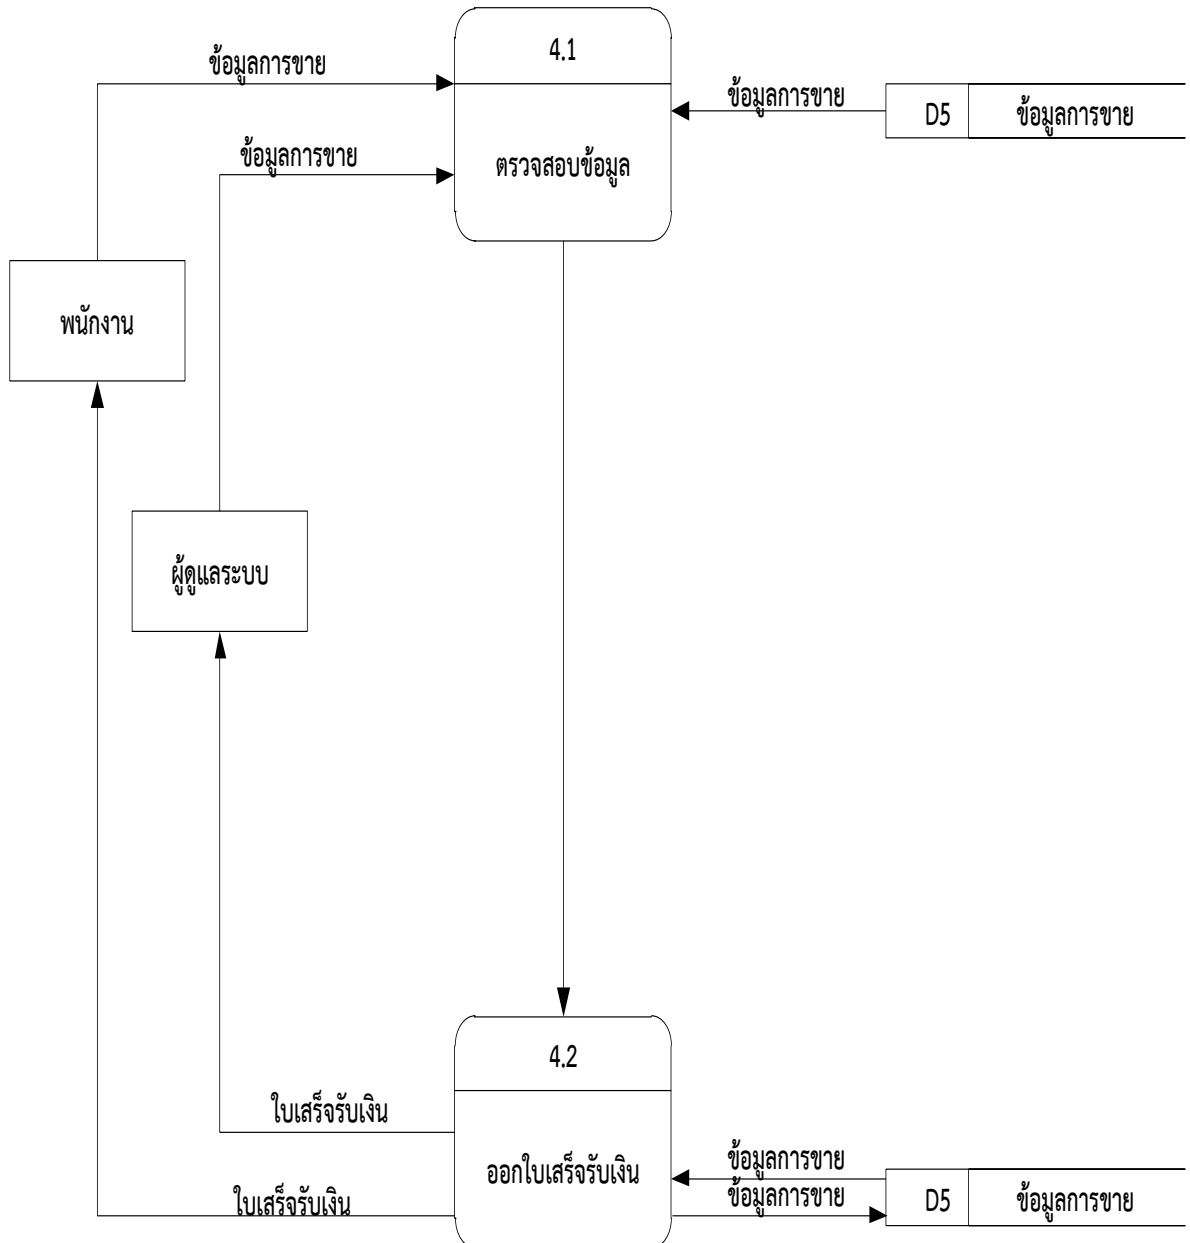 4.1
ข้อมูลการขาย
ข้อมูลการขาย
D5
ข้อมูลการขาย
ข้อมูลการขาย
ตรวจสอบข้อมูล
พนักงาน
ผู้ดูแลระบบ
4.2
ใบเสร็จรับเงิน
ออกใบเสร็จรับเงิน
ข้อมูลการขาย
ใบเสร็จรับเงิน
ข้อมูลการขาย
D5
ข้อมูลการขาย